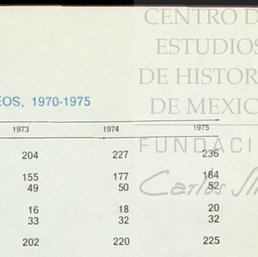 CENTRO D
ESTUDIOS
DE HISTOR
DE MEXIC
FUNDACI
Carlos Sl
EOS, 1970-1975
1973 1974 1975
204 227 236
155 177 184
49 50 52
16 18 20
33 32 32
202 220 225